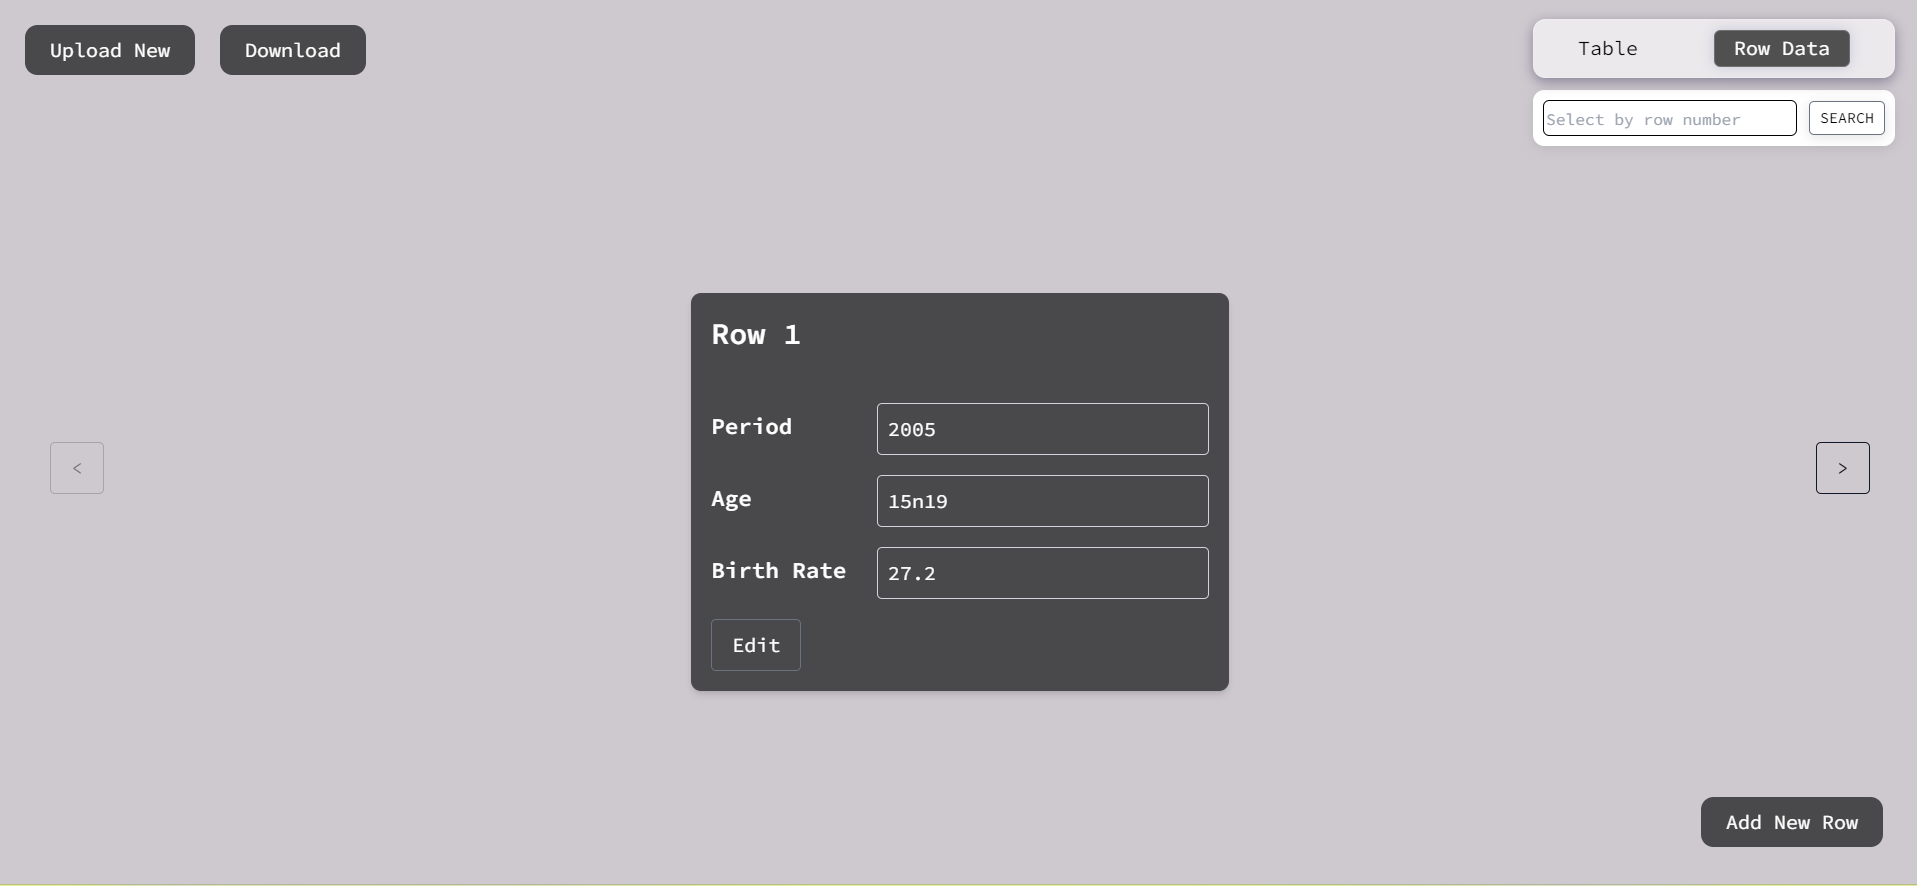 Upload New
Download
Table
Row Data
Select by row number
SEARCH
Row 1
Period
2005
Age
15n19
Birth Rate
27.2
Edit
<
>
Add New Row